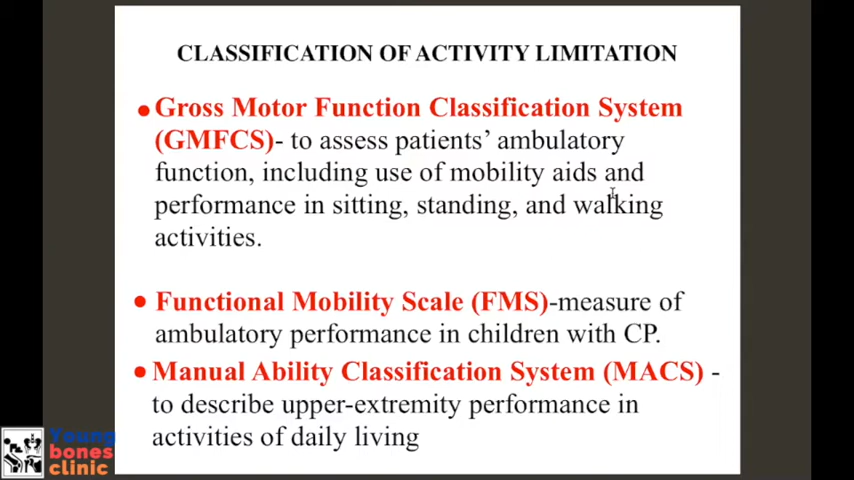 CLASSIFICATION OF ACTIVITY LIMITATION
• Gross Motor Function Classification System
(GMFCS)- to assess patients’ ambulatory
function, including use of mobility aids and
performance in sitting, standing, and walking
activities.
• Functional Mobility Scale (FMS)-measure of
ambulatory performance in children with CP.
• Manual Ability Classification System (MACS) -
to describe upper-extremity performance in
activities of daily living
Young
bones
clinic